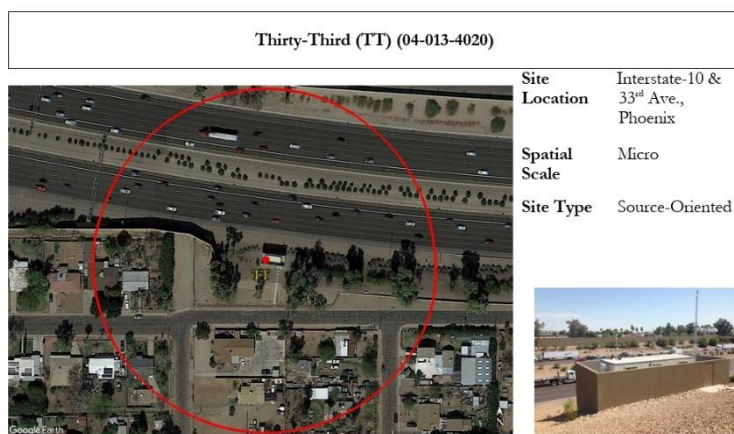 Thirty-Third (TT) (04-013-4020)
Site Location
Interstate-10 & 33rd Ave., Phoenix
Spatial Scale
Micro
Site Type
Source-Oriented
TT
Google Earth